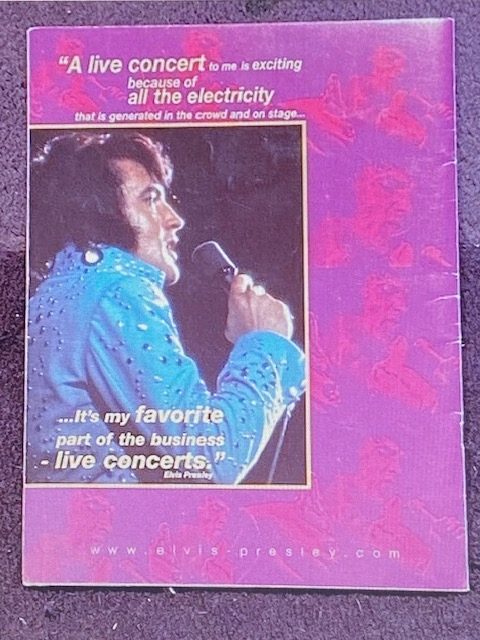 “A live concert to me is exciting
because of
all the electricity
that is generated in the crowd and on stage...
...It's my favorite
part of the business
- live concerts.”
Elvis Presley
www.elvis-presley.com